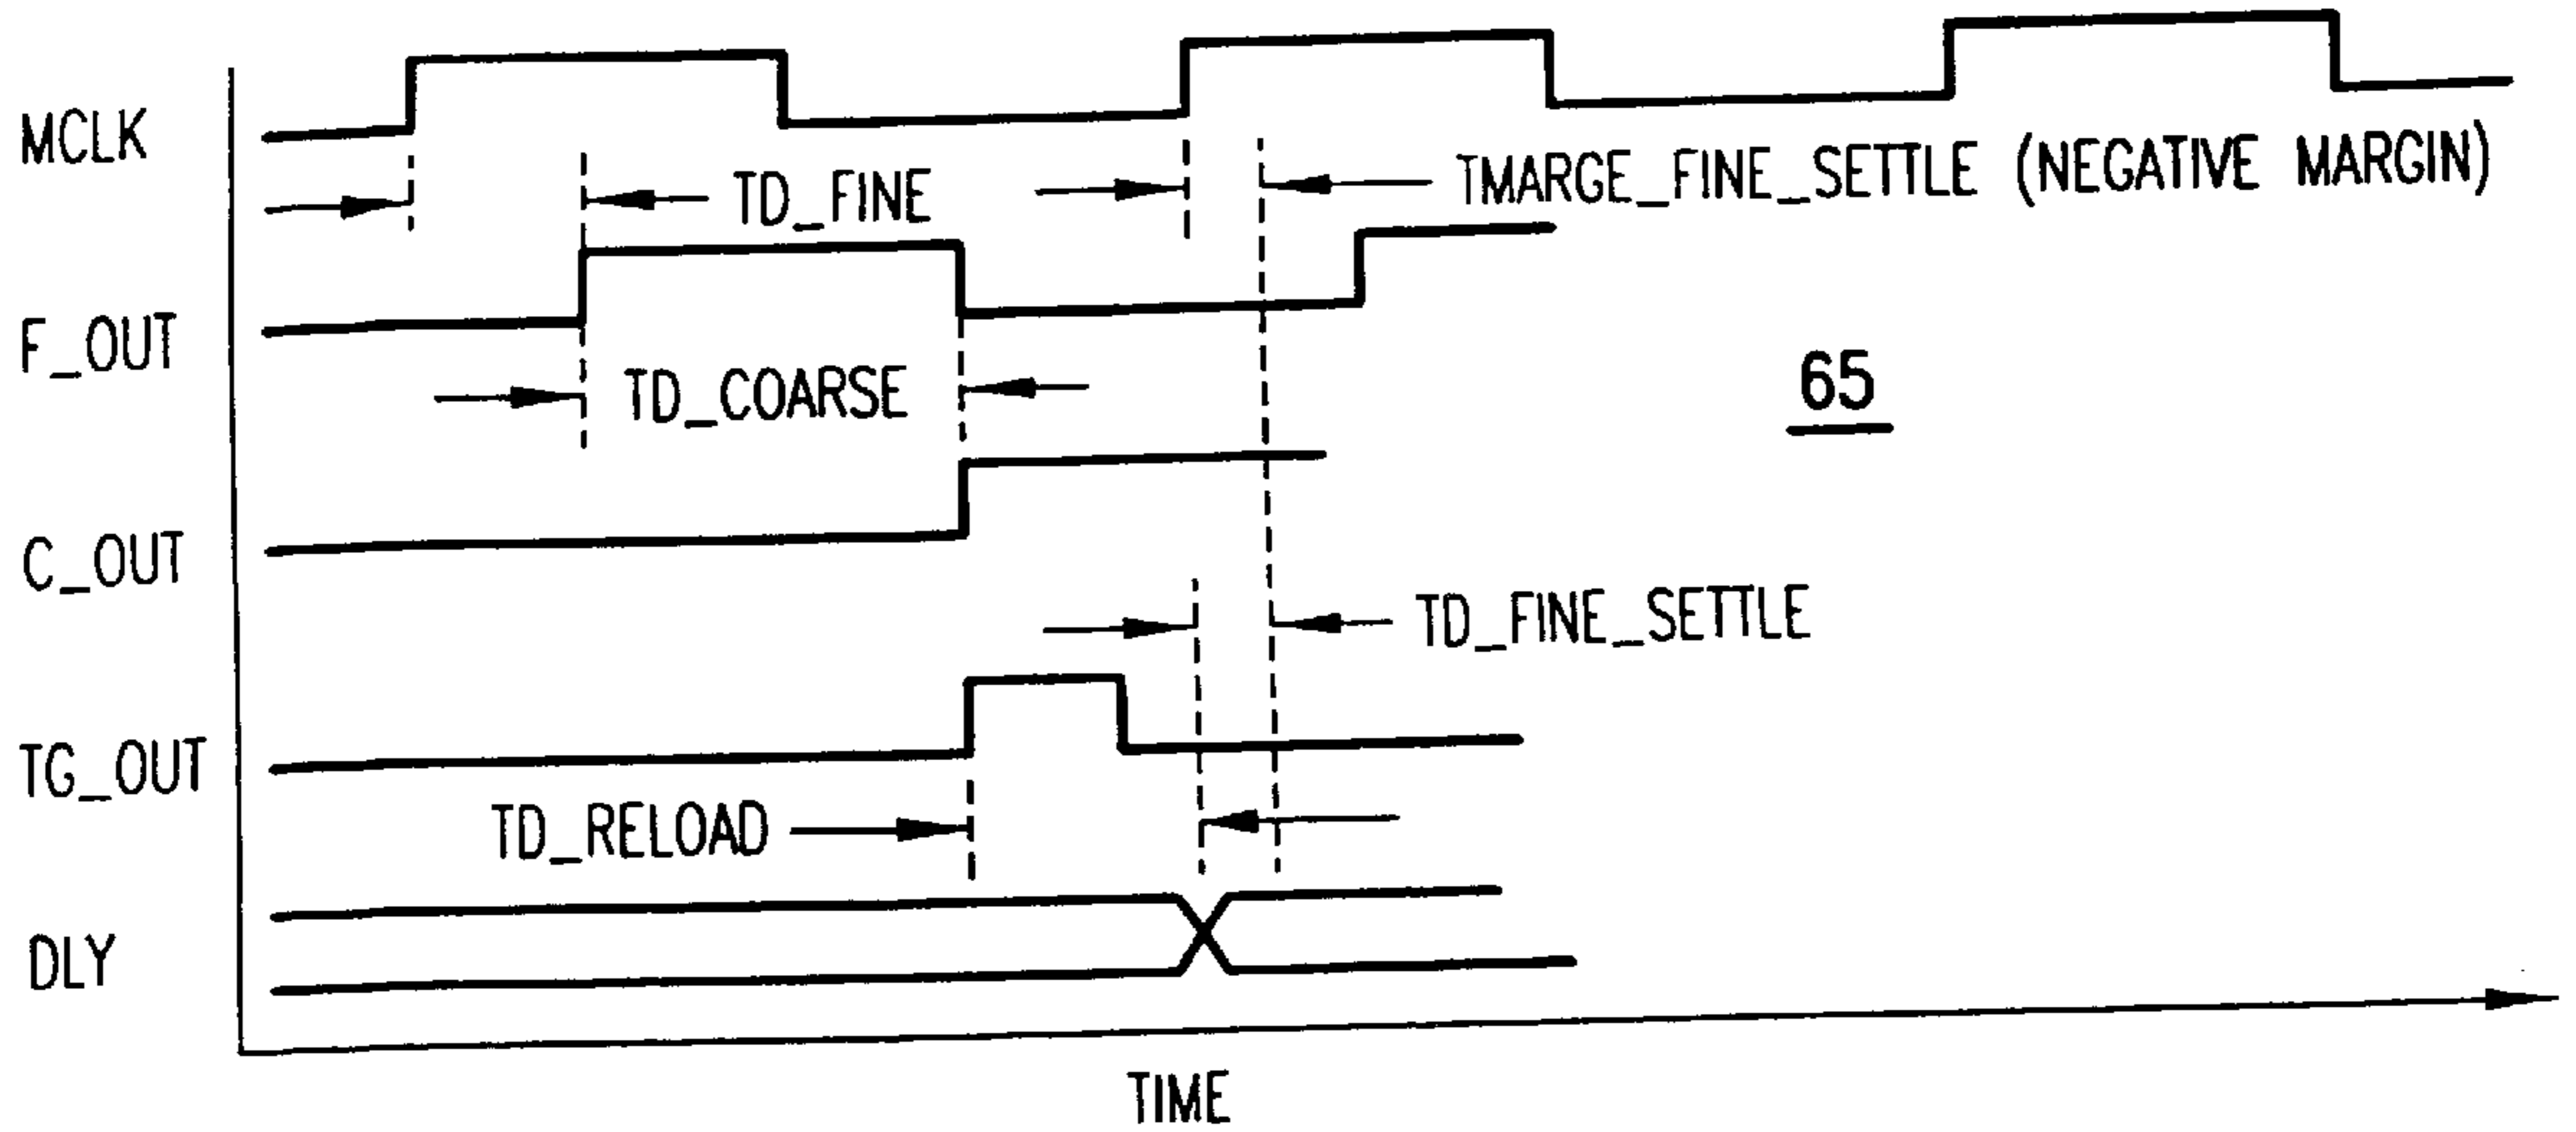 MCLK
TD_FINE
TMARGE_FINE_SETTLE (NEGATIVE MARGIN)
F_OUT
TD_COARSE
65
C_OUT
TD_FINE_SETTLE
TG_OUT
TD_RELOAD
DLY
TIME